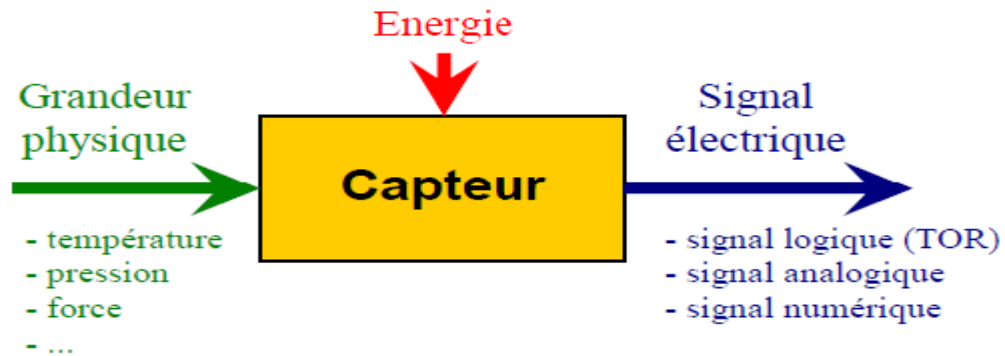 Energie
Grandeur
physique
Signal
électrique
Capteur
- température
- pression
- force
- ...
- signal logique (TOR)
- signal analogique
- signal numérique